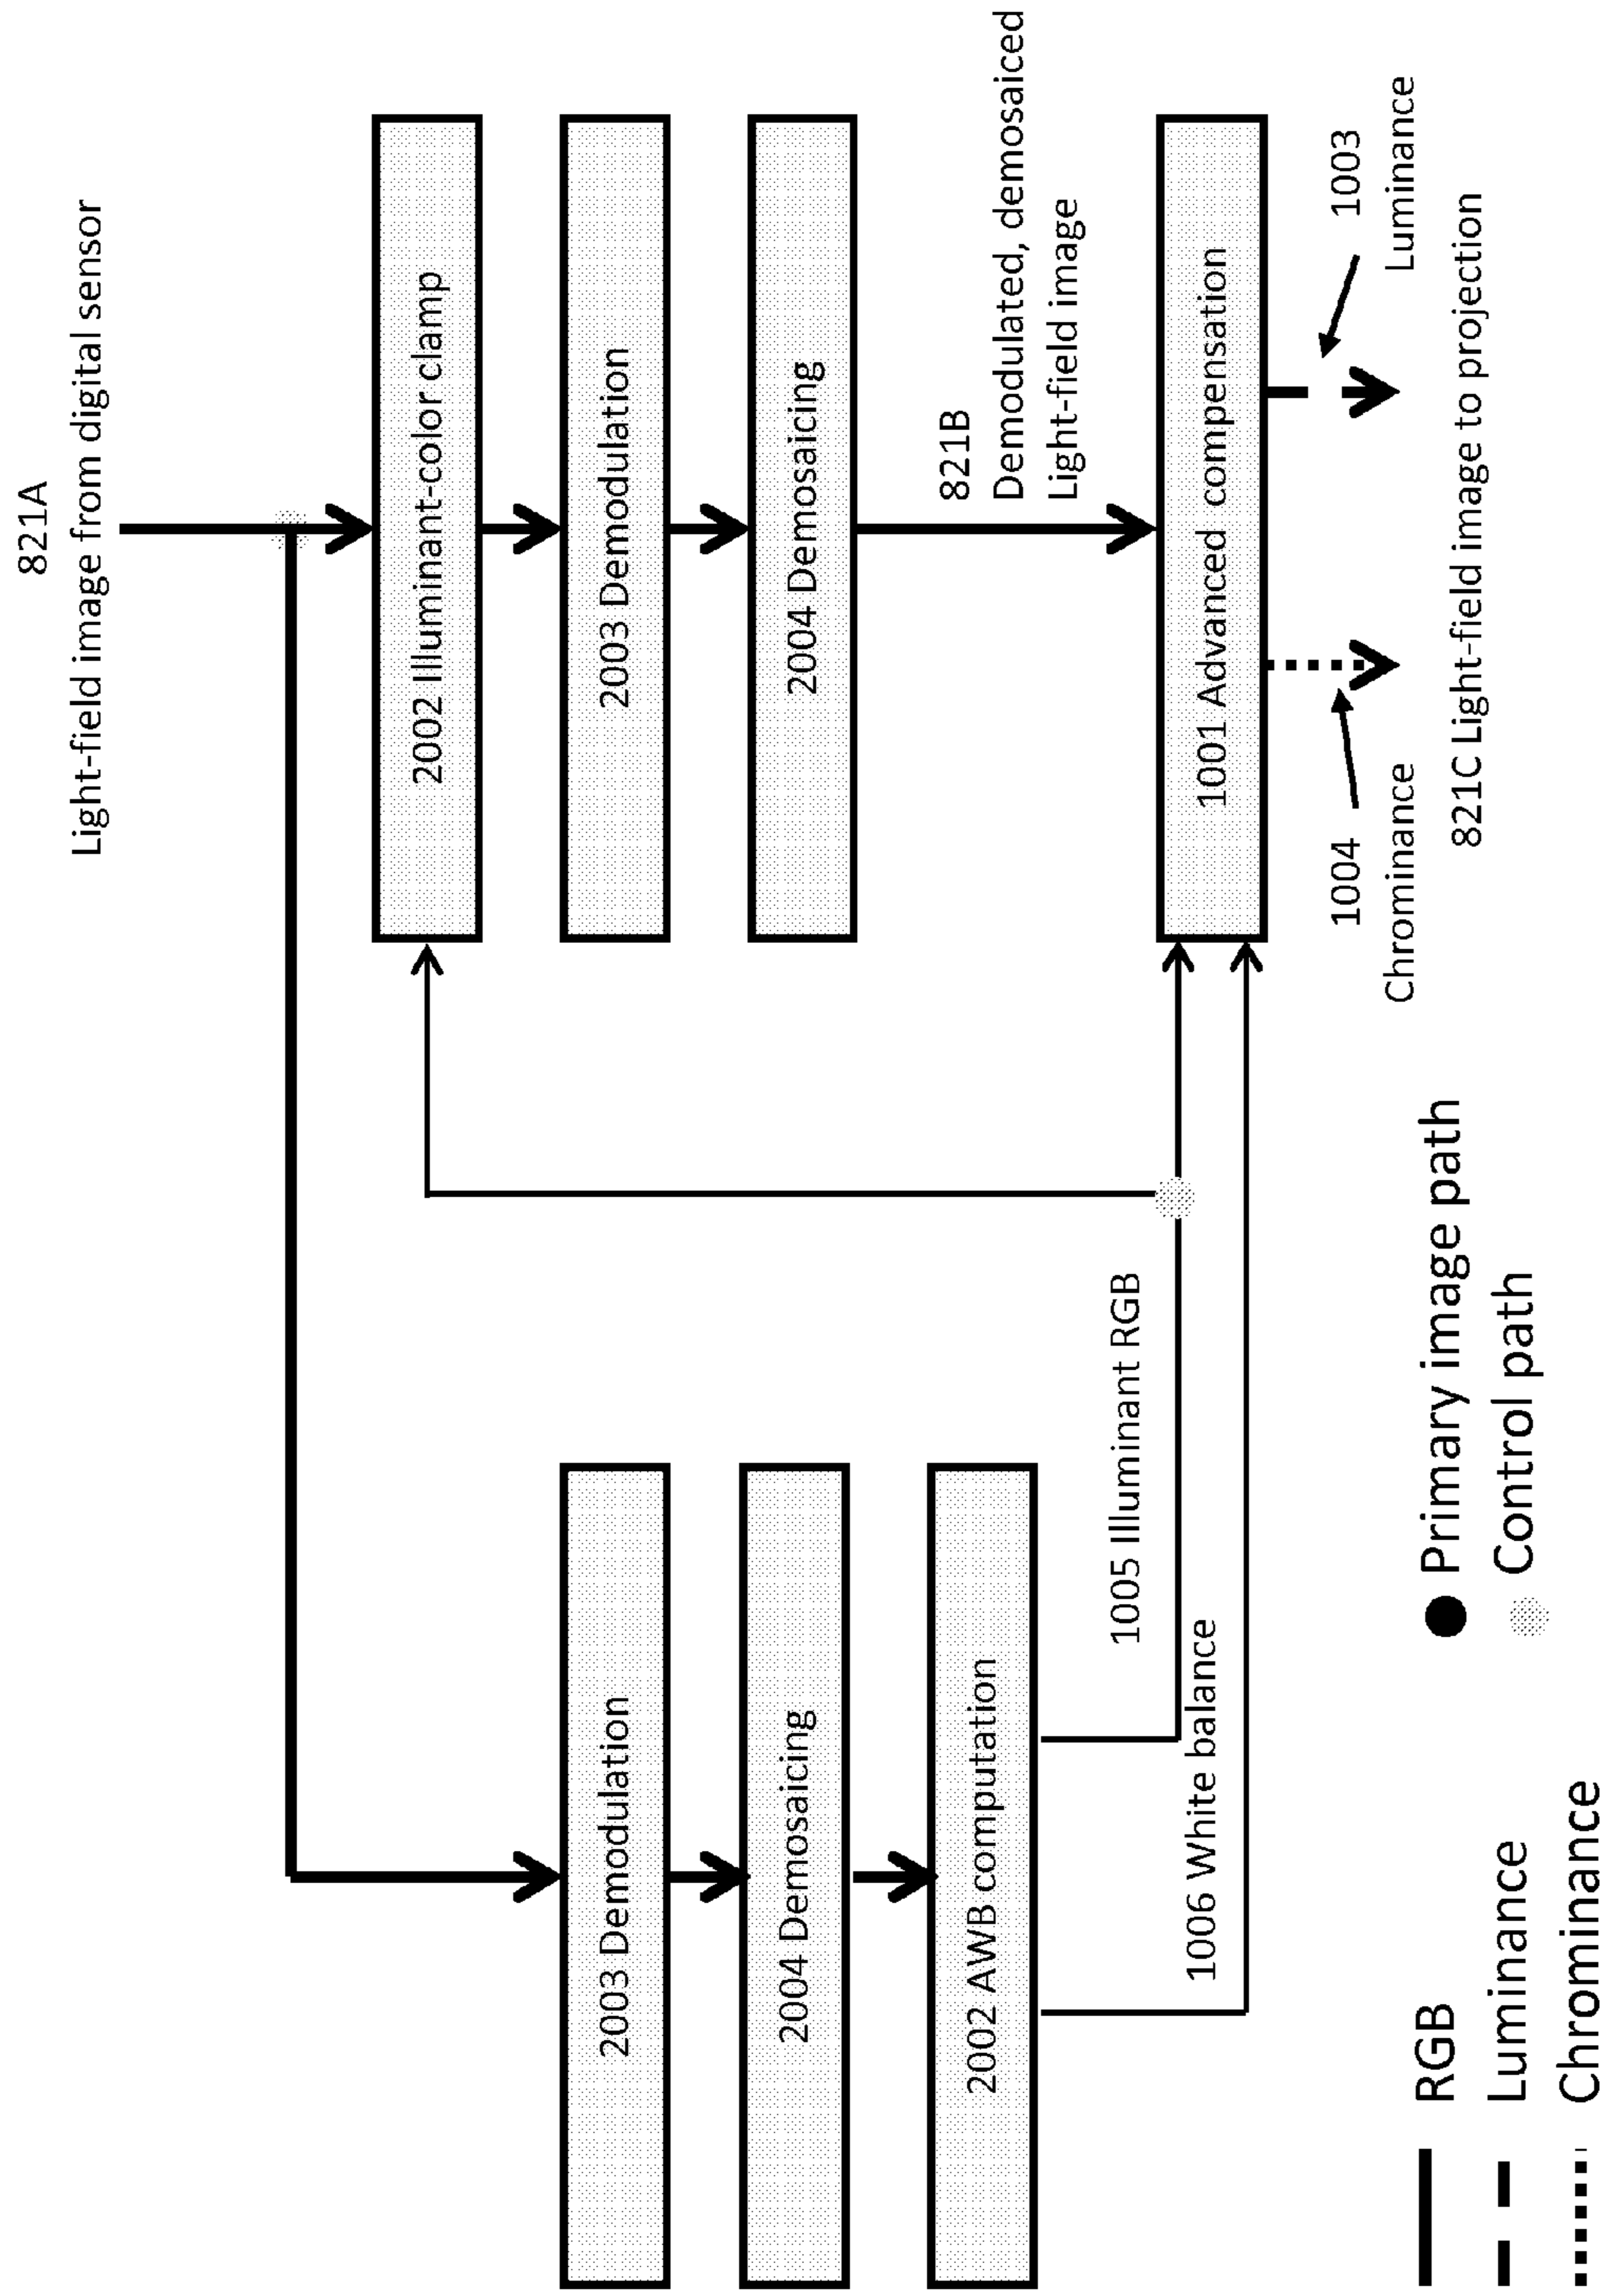 821A
Light-field image from digital sensor
2002 Illuminant-color clamp
2003 Demodulation
2004 Demosaicing
821B
Demodulated, demosaiced
Light-field image
2003 Demodulation
2004 Demosaicing
2002 AWB computation
1005 Illuminant RGB
1006 White balance
1001 Advanced compensation
1004
Chrominance
1003
Luminance
821C Light-field image to projection
RGB
Luminance
Chrominance
Primary image path
Control path